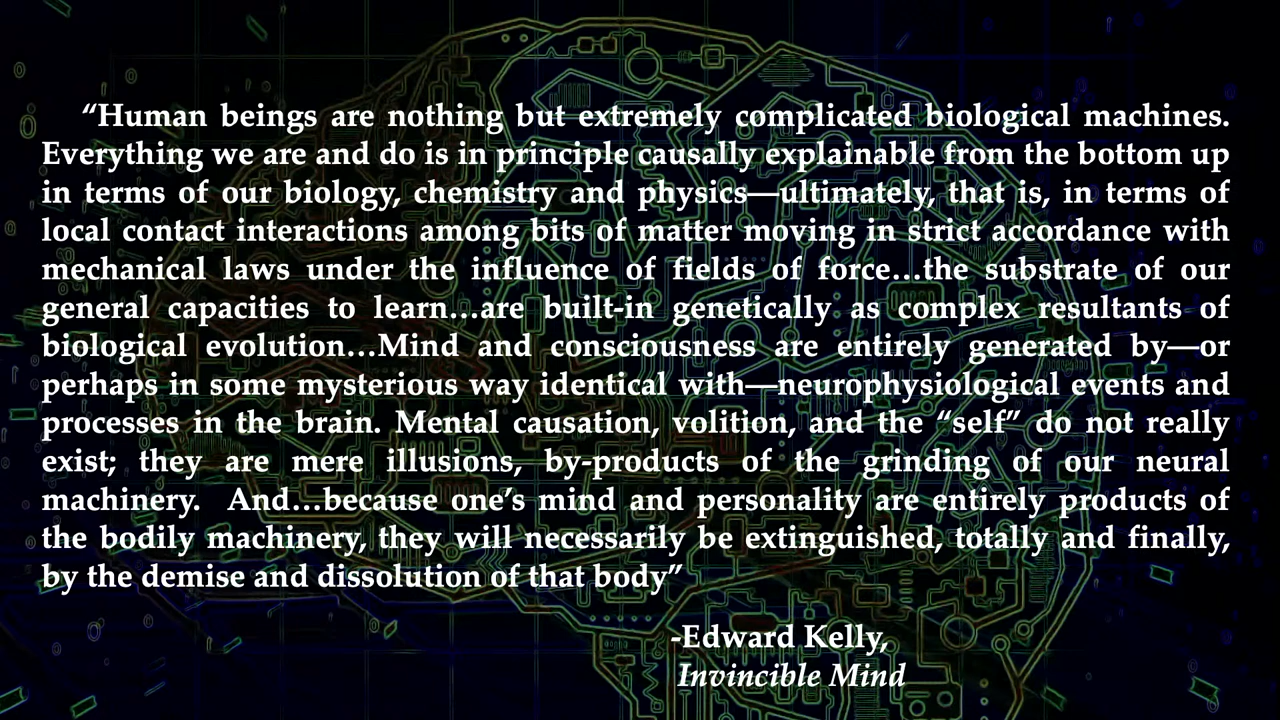 “Human beings are nothing but extremely complicated biological machines.
Everything we are and do is in principle causally explainable from the bottom up
in terms of our biology, chemistry and physics—ultimately, that is, in terms of
local contact interactions among bits of matter moving in strict accordance with
mechanical laws under the influence of fields of force…the substrate of our
general capacities to learn…are built-in genetically as complex resultants of
biological evolution…Mind and consciousness are entirely generated by—or
perhaps in some mysterious way identical with—neurophysiological events and
processes in the brain. Mental causation, volition, and the “self” do not really
exist; they are mere illusions, by-products of the grinding of our neural
machinery.  And…because one’s mind and personality are entirely products of
the bodily machinery, they will necessarily be extinguished, totally and finally,
by the demise and dissolution of that body”
-Edward Kelly,
Invincible Mind